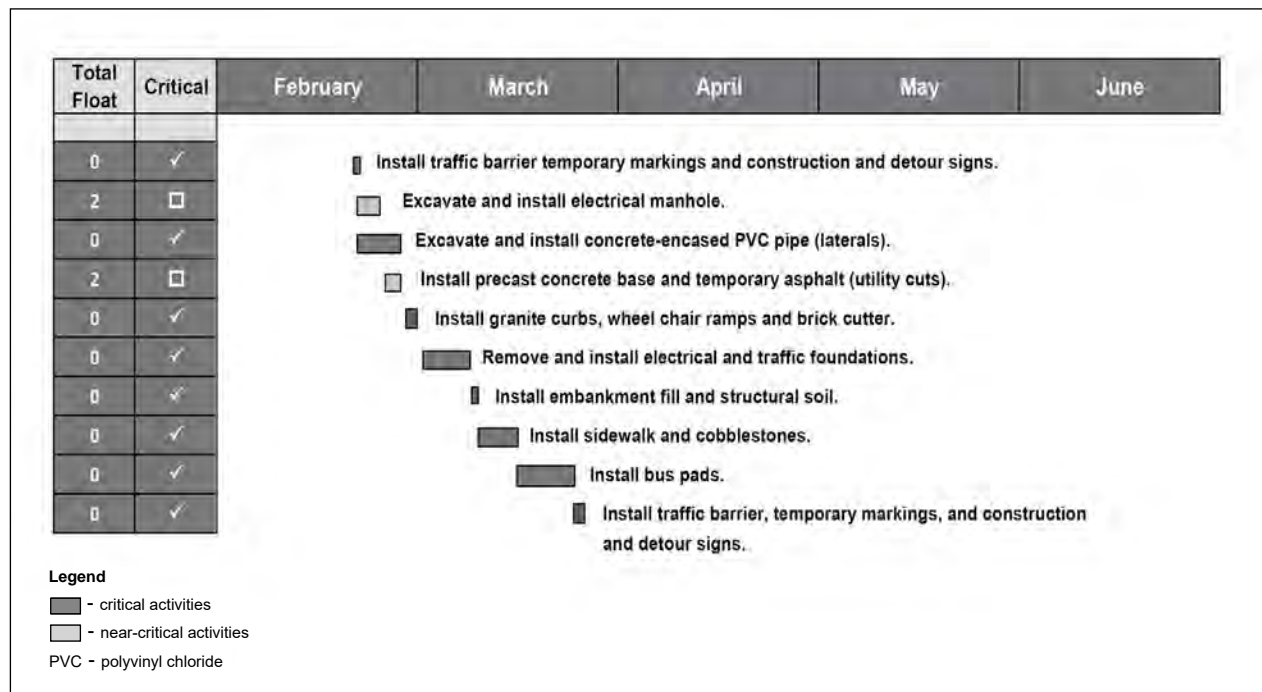 Total Float
Critical
February
March
April
May
June
0 ✓ Install traffic barrier temporary markings and construction and detour signs.
2 Excavate and install electrical manhole.
0 ✓ Excavate and install concrete-encased PVC pipe (laterals).
2 Install precast concrete base and temporary asphalt (utility cuts).
0 ✓ Install granite curbs, wheel chair ramps and brick cutter.
0 ✓ Remove and install electrical and traffic foundations.
0 ✓ Install embankment fill and structural soil.
0 ✓ Install sidewalk and cobblestones.
0 ✓ Install bus pads.
0 ✓ Install traffic barrier, temporary markings, and construction
and detour signs.
Legend
- critical activities
- near-critical activities
PVC - polyvinyl chloride